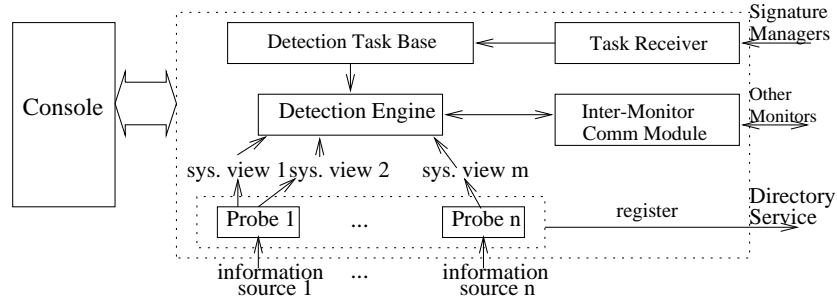 Signature
Managers
Detection Task Base
Task Receiver
Console
Detection Engine
Inter-Monitor
Comm Module
Other
Monitors
sys. view 1
sys. view 2
sys. view m
Probe 1
...
Probe n
register
Directory
Service
information
source 1
...
information
source n